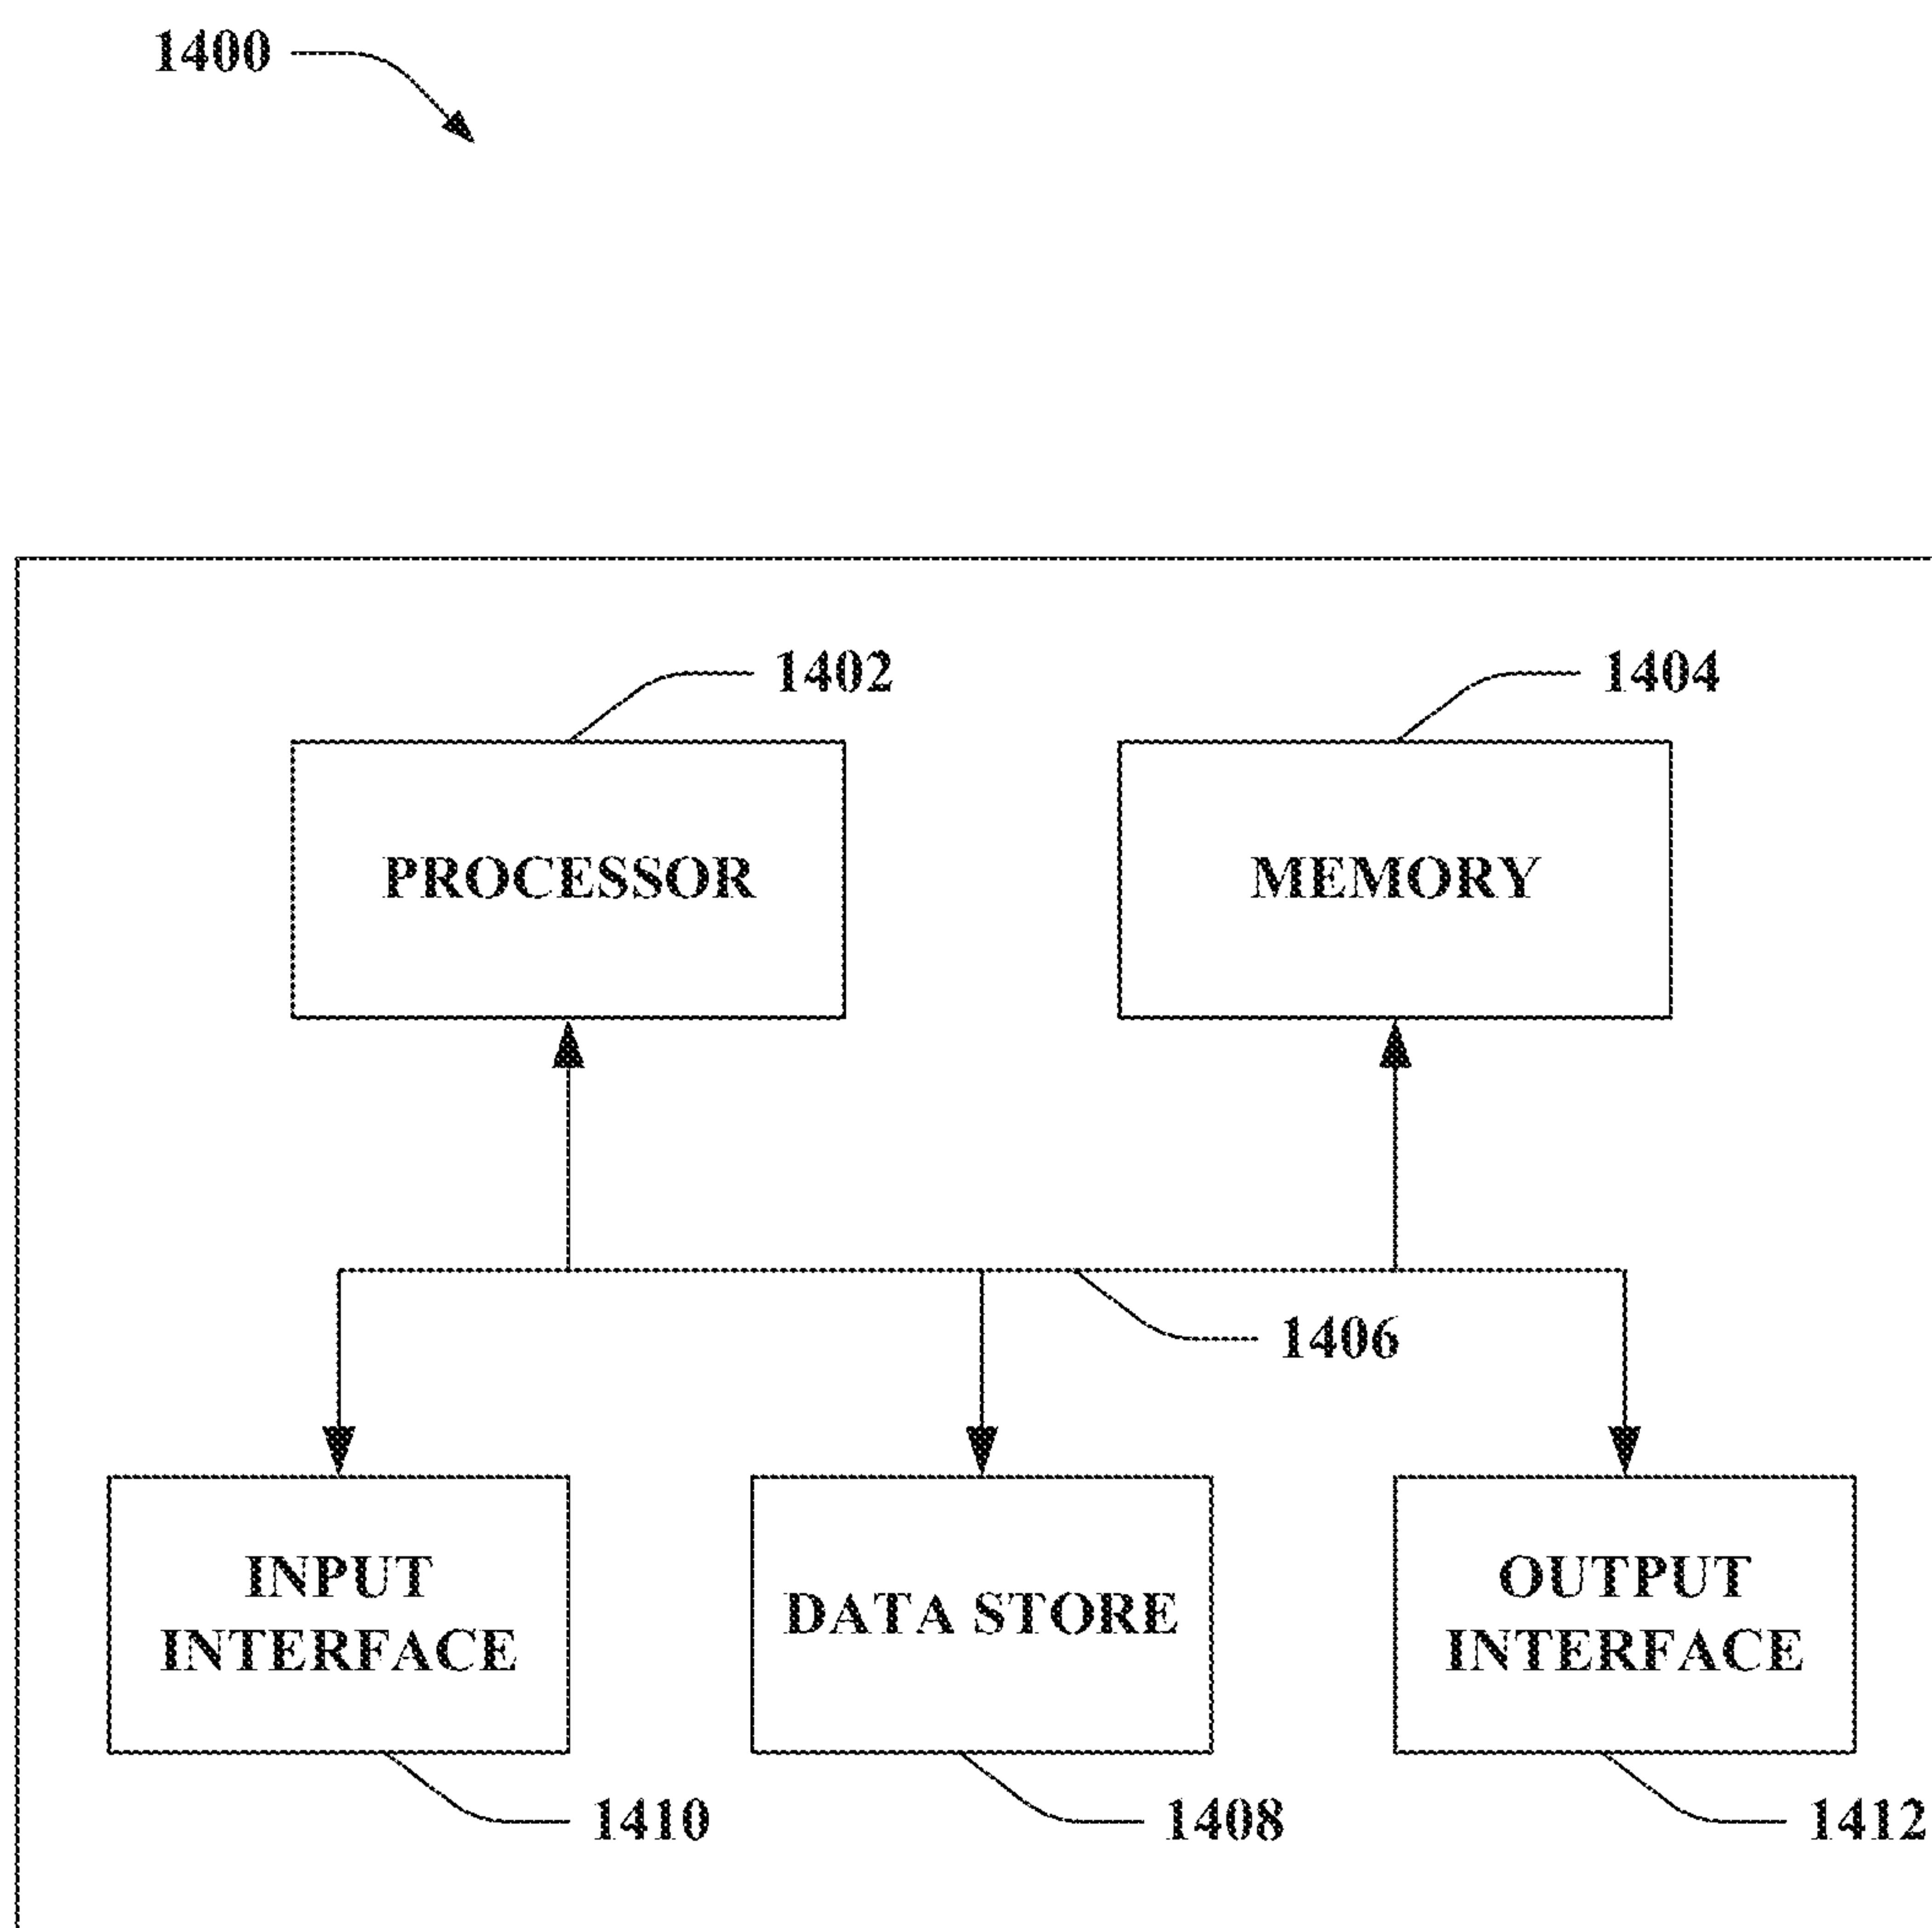 1400
1402
1404
PROCESSOR
MEMORY
1406
INPUT
INTERFACE
DATA STORE
OUTPUT
INTERFACE
1410
1408
1412